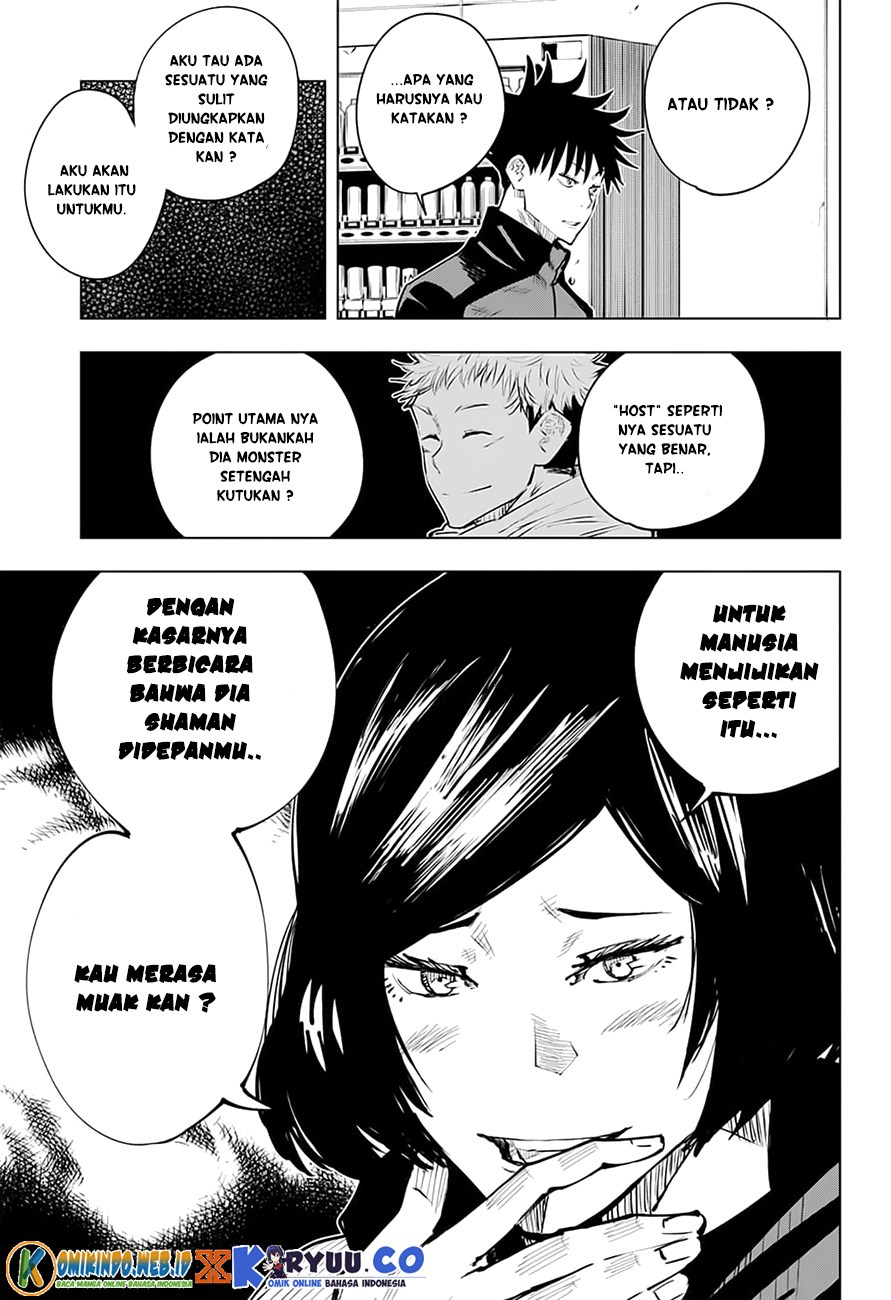 ATAU TIDAK ?
...APA YANG
HARUSNYA KAU
KATAKAN ?
AKU TAU ADA
SESUATU YANG
SULIT
DIUNGKAPKAN
DENGAN KATA
KAN ?
AKU AKAN
LAKUKAN ITU
UNTUKMU.
"HOST" SEPERTI
NYA SESUATU
YANG BENAR,
TAPI..
POINT UTAMA NYA
IALAH BUKANKAH
DIA MONSTER
SETENGAH
KUTUKAN ?
UNTUK
MANUSIA
MENJIJIKAN
SEPERTI
ITU...
DENGAN
KASARNYA
BERBICARA
BAHWA DIA
SHAMAN
DIDEPANMU..
KAU MERASA
MUAK KAN ?
KOMIKINDO.WEB.ID X KIRYUU.CO
BACA MANGA ONLINE BAHASA INDONESIA
OMIK ONLINE BAHASA INDONESIA